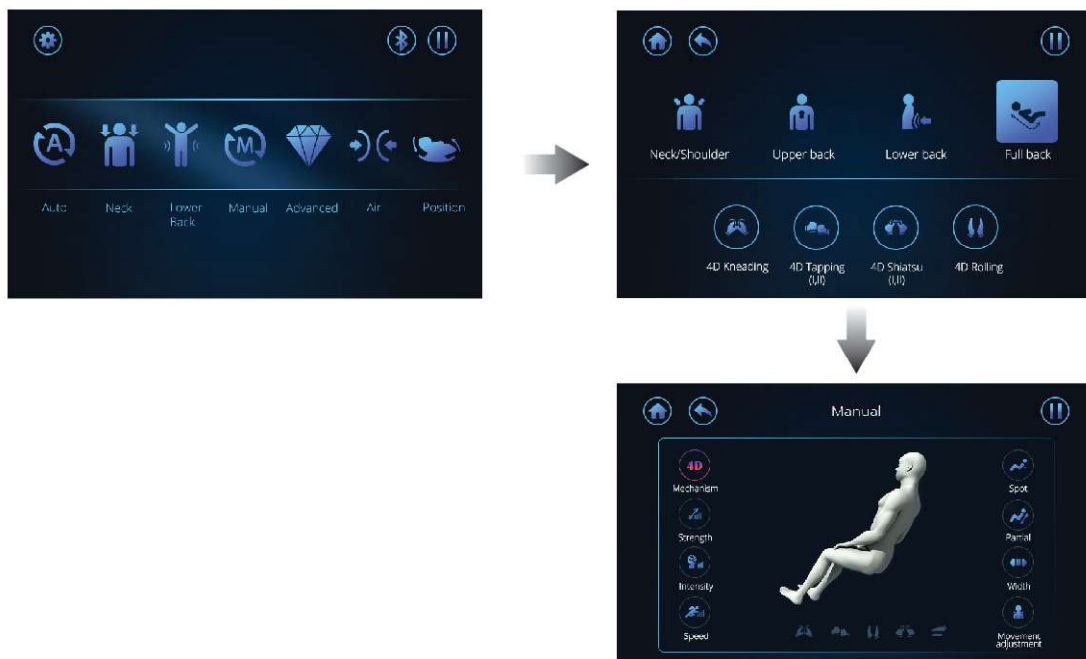 A
M
Auto
Neck
Lower
Back
Manual
Advanced
Air
Position
Neck/Shoulder
Upper back
Lower back
Full back
4D Kneading
4D Tapping
(UI)
4D Shiatsu
(UI)
4D Rolling
Manual
4D
Mechanism
Strength
Intensity
Speed
Spot
Partial
Width
Movement
adjustment